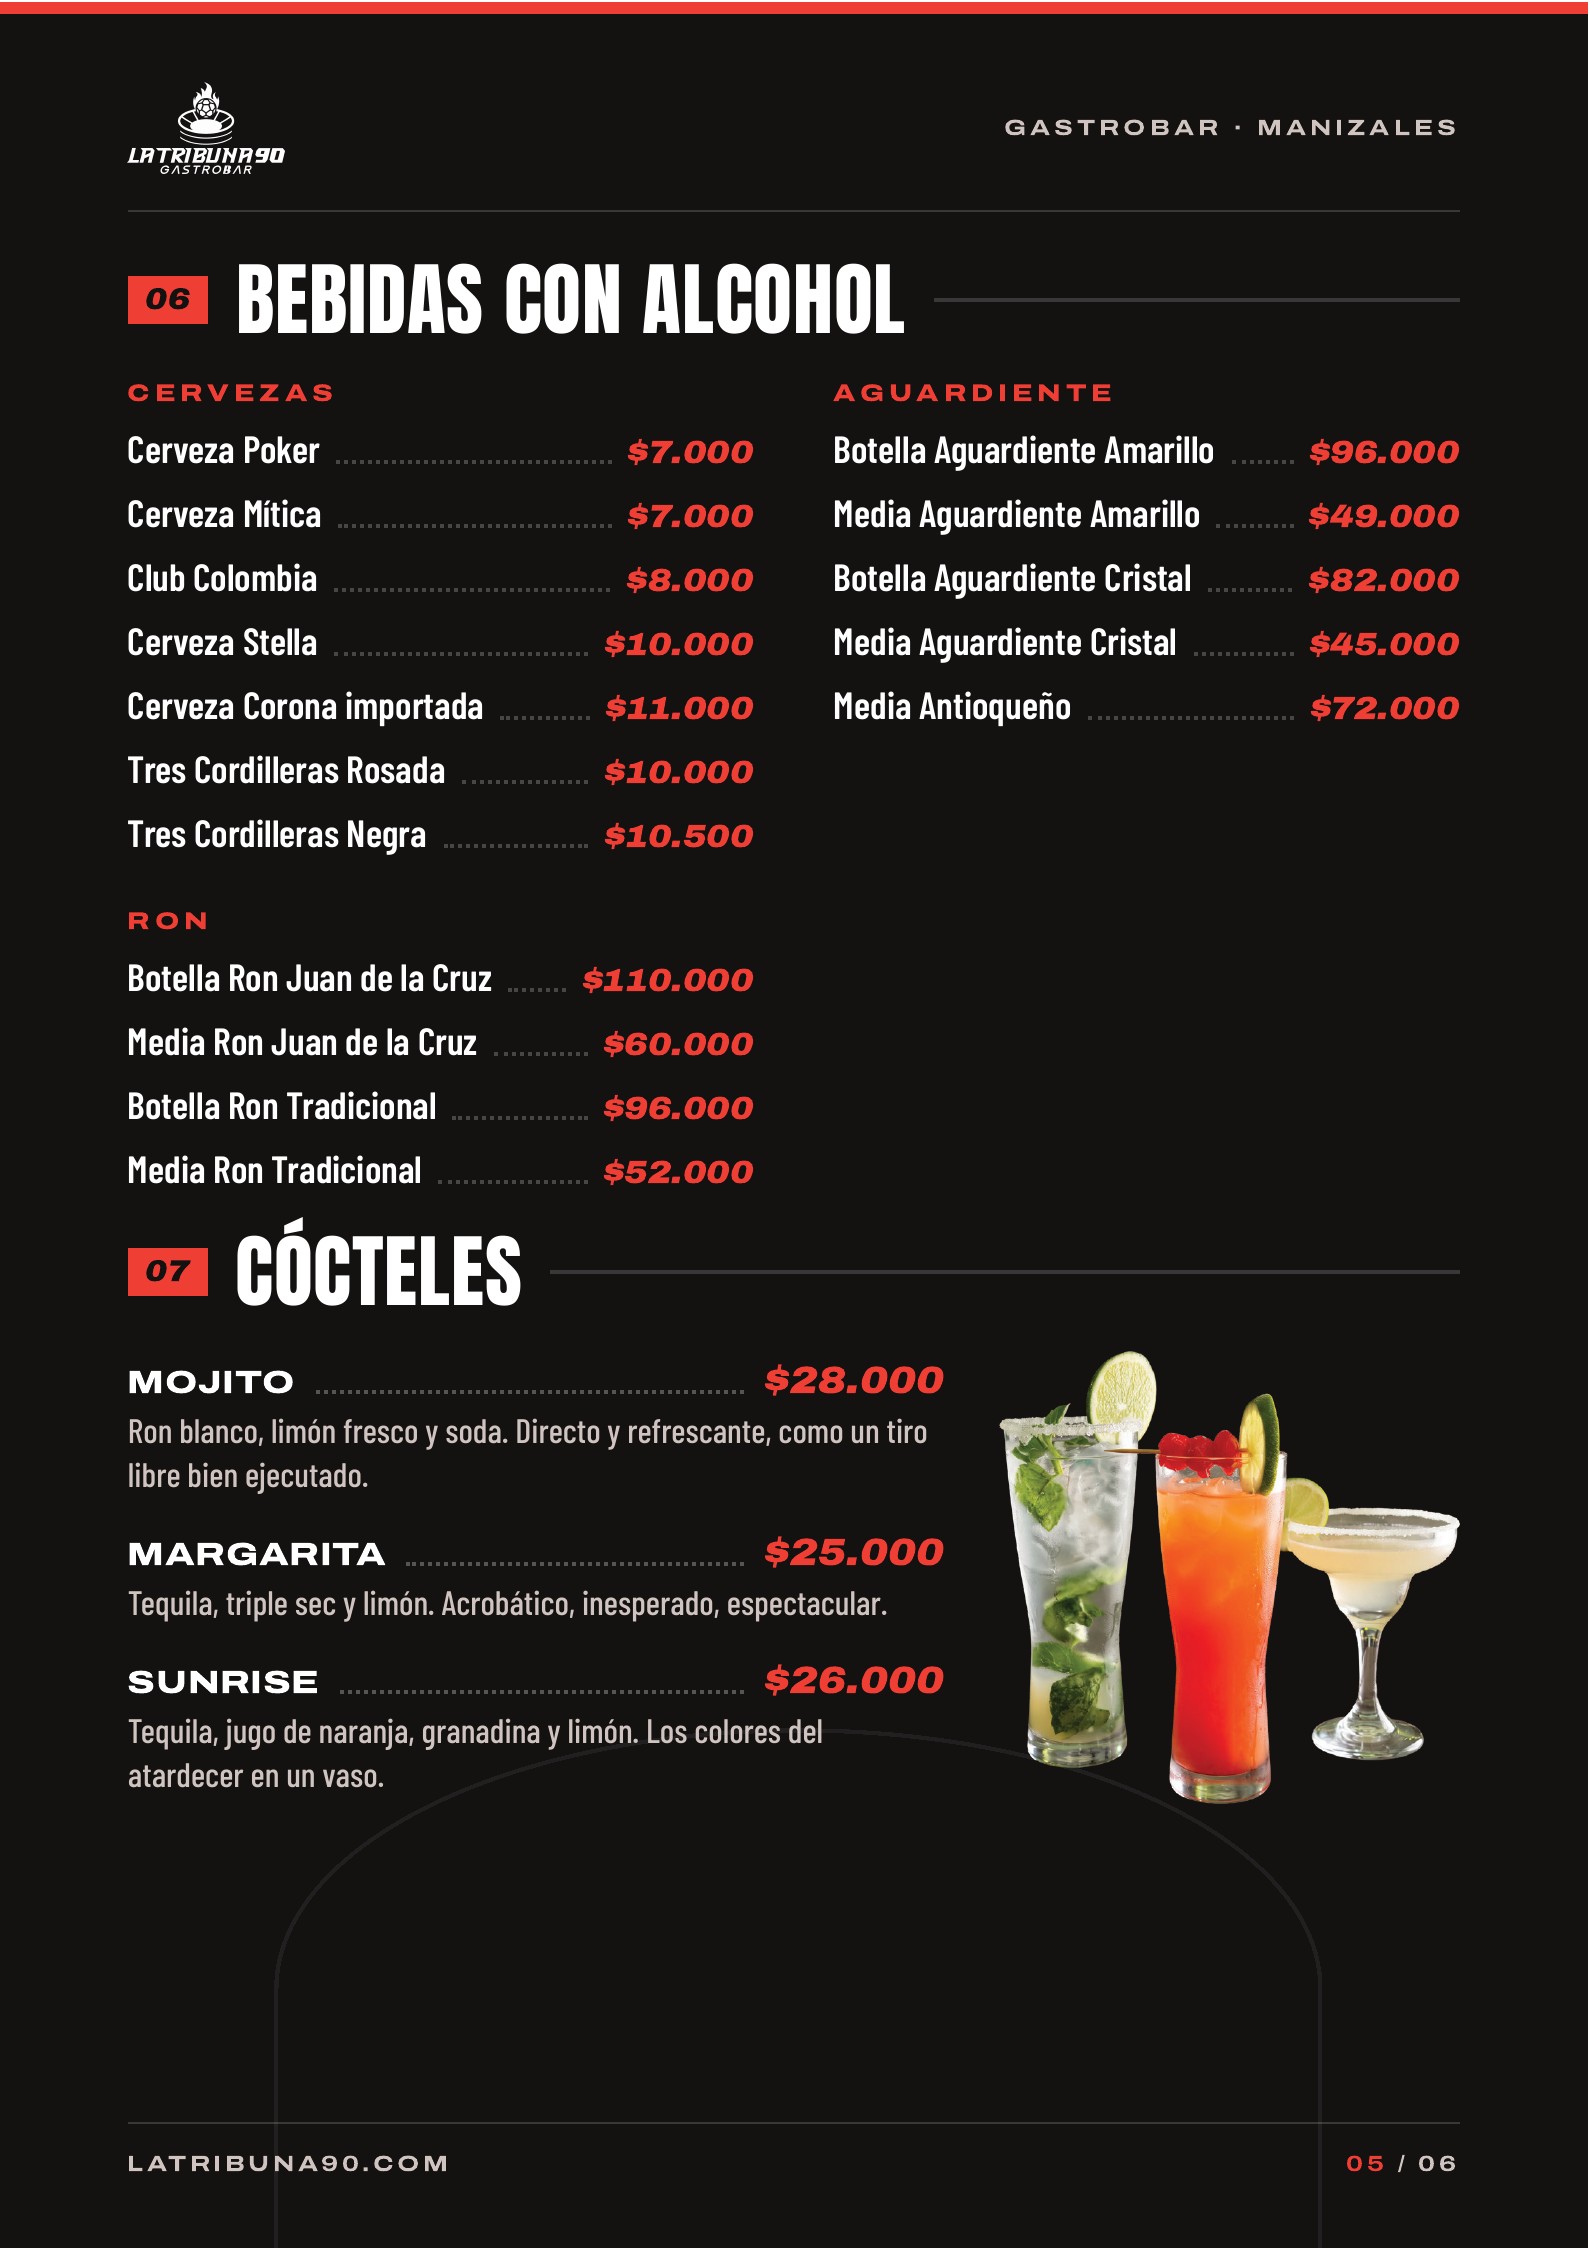 LATRIBUNA90
GASTROBAR
GASTROBAR · MANIZALES
06 BEBIDAS CON ALCOHOL
CERVEZAS
Cerveza Poker $7.000
Cerveza Mítica $7.000
Club Colombia $8.000
Cerveza Stella $10.000
Cerveza Corona importada $11.000
Tres Cordilleras Rosada $10.000
Tres Cordilleras Negra $10.500
RON
Botella Ron Juan de la Cruz $110.000
Media Ron Juan de la Cruz $60.000
Botella Ron Tradicional $96.000
Media Ron Tradicional $52.000
AGUARDIENTE
Botella Aguardiente Amarillo $96.000
Media Aguardiente Amarillo $49.000
Botella Aguardiente Cristal $82.000
Media Aguardiente Cristal $45.000
Media Antioqueño $72.000
07 CÓCTELES
MOJITO $28.000
Ron blanco, limón fresco y soda. Directo y refrescante, como un tiro
libre bien ejecutado.
MARGARITA $25.000
Tequila, triple sec y limón. Acrobático, inesperado, espectacular.
SUNRISE $26.000
Tequila, jugo de naranja, granadina y limón. Los colores del
atardecer en un vaso.
LATRIBUNA90.COM
05 / 06